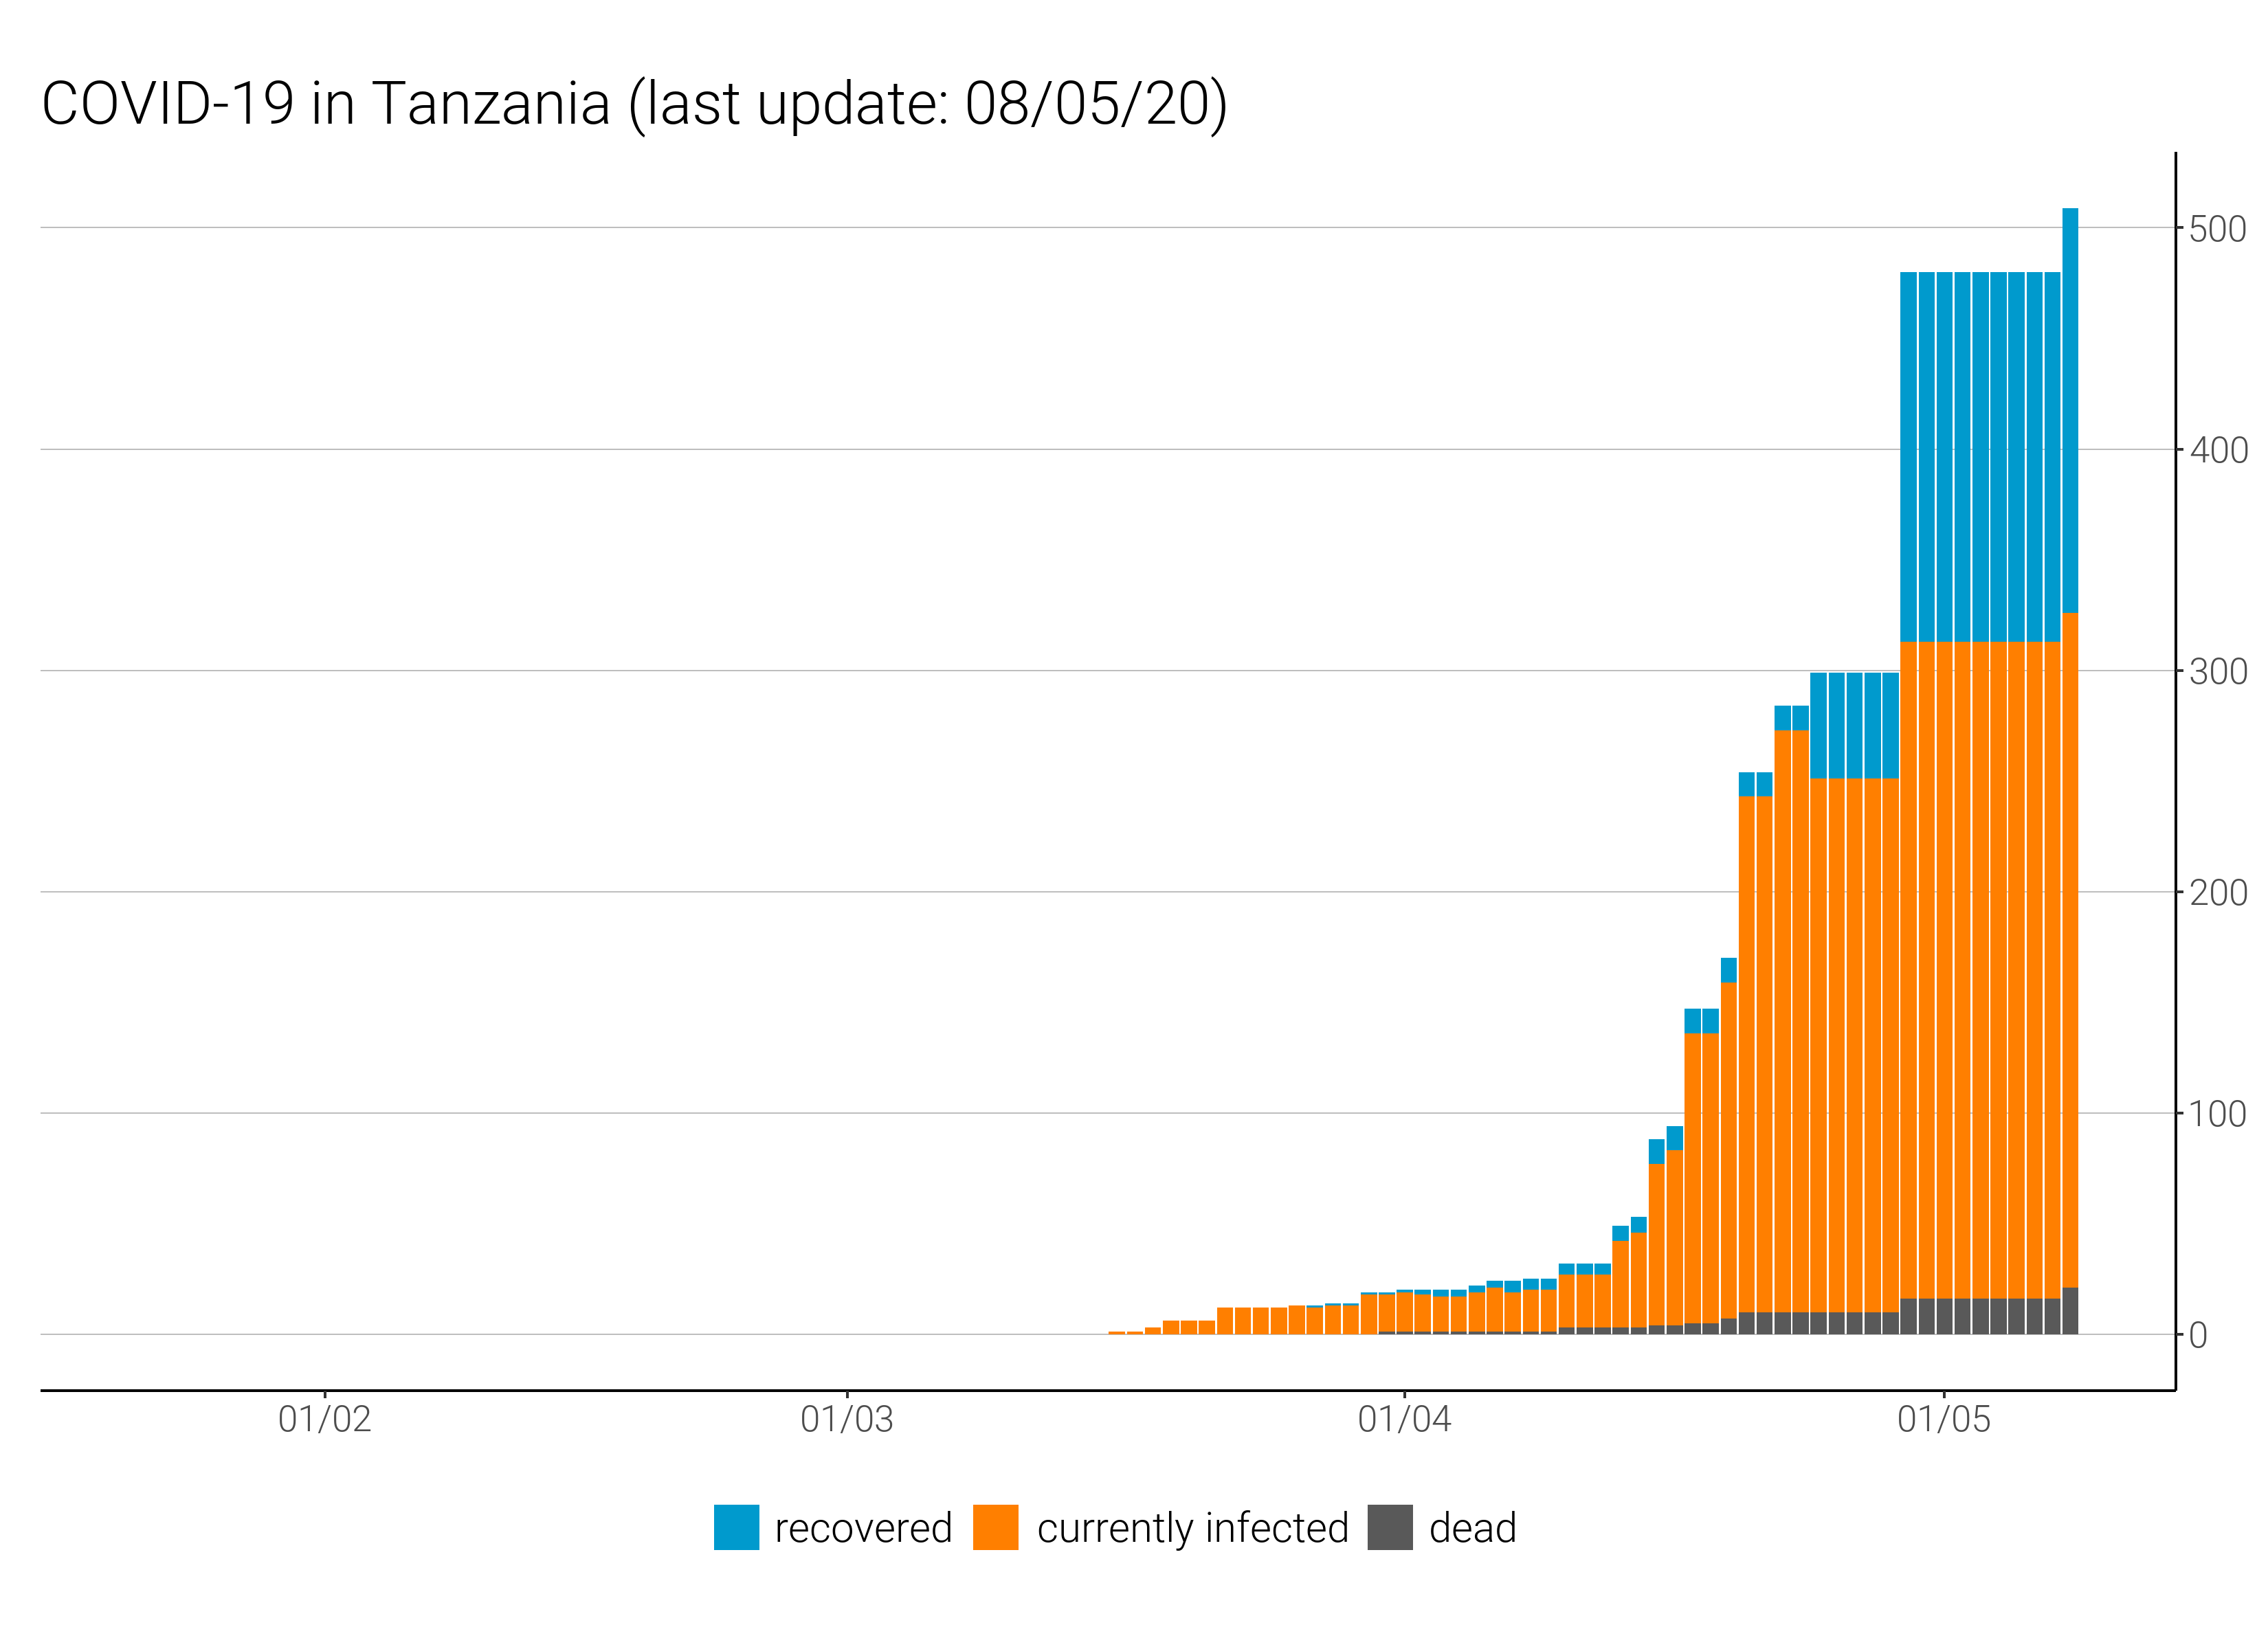 COVID-19 in Tanzania (last update: 08/05/20)
500
400
300
200
100
0
01/02 01/03 01/04 01/05
recovered currently infected dead